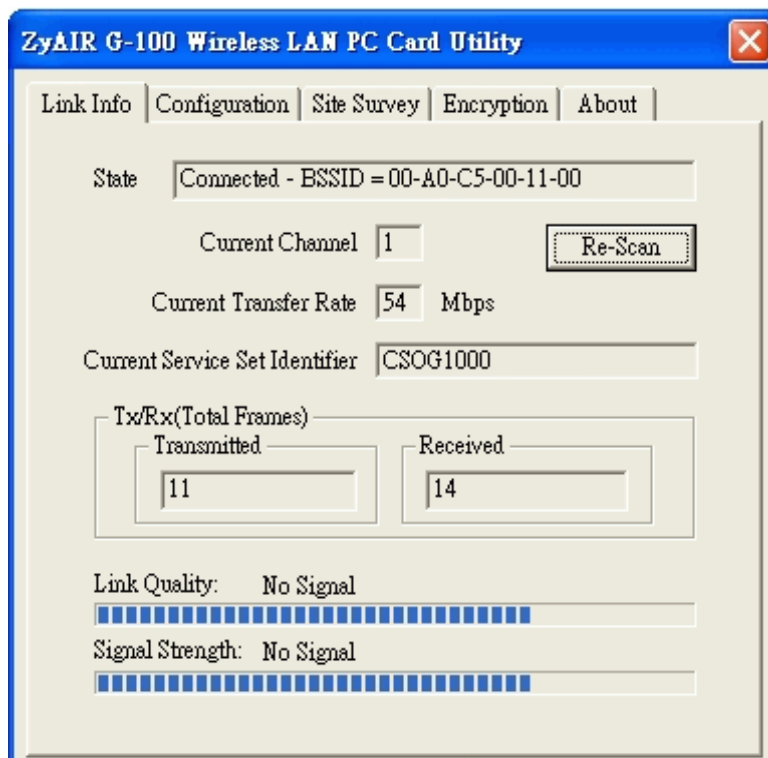 ZyAIR G-100 Wireless LAN PC Card Utility
Link Info Configuration Site Survey Encryption About
State Connected - BSSID = 00-A0-C5-00-11-00
Current Channel 1 Re-Scan
Current Transfer Rate 54 Mbps
Current Service Set Identifier CSOG1000
Tx/Rx(Total Frames)
Transmitted Received
11 14
Link Quality: No Signal
Signal Strength: No Signal